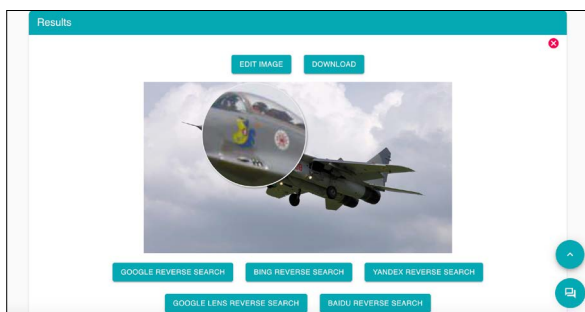 Results
EDIT IMAGE DOWNLOAD
GOOGLE REVERSE SEARCH BING REVERSE SEARCH YANDEX REVERSE SEARCH
GOOGLE LENS REVERSE SEARCH BAIDU REVERSE SEARCH